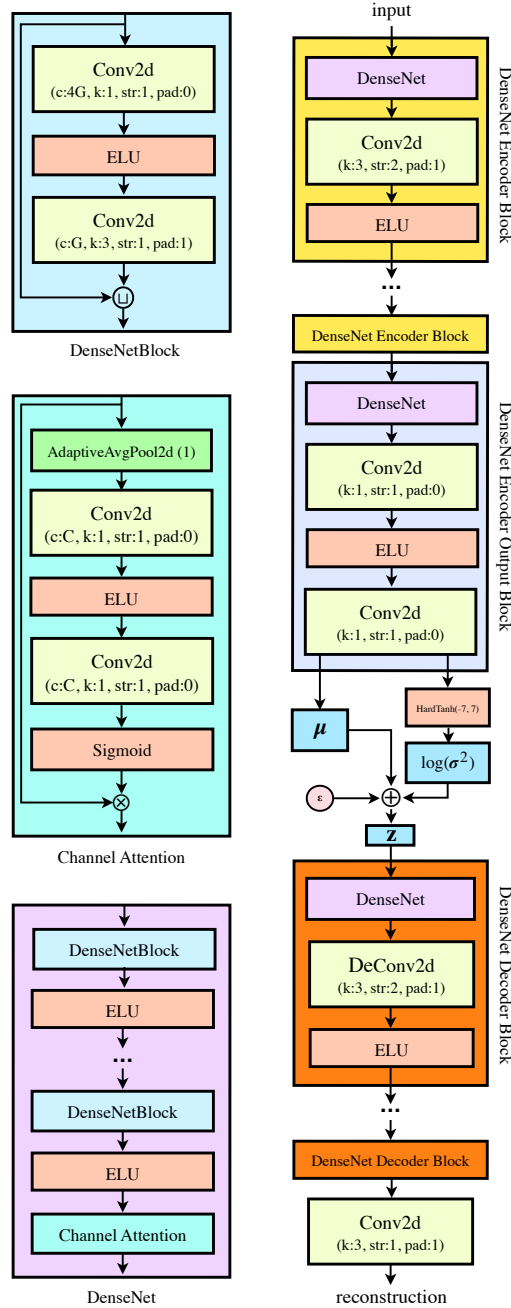 Conv2d
(c:4G, k:1, str:1, pad:0)
ELU
Conv2d
(c:G, k:3, str:1, pad:1)
⊔
DenseNetBlock
AdaptiveAvgPool2d (1)
Conv2d
(c:C, k:1, str:1, pad:0)
ELU
Conv2d
(c:C, k:1, str:1, pad:0)
Sigmoid
⊗
Channel Attention
DenseNetBlock
ELU
...
DenseNetBlock
ELU
Channel Attention
DenseNet
input
DenseNet
Conv2d
(k:3, str:2, pad:1)
ELU
DenseNet Encoder Block
...
DenseNet Encoder Block
DenseNet
Conv2d
(k:1, str:1, pad:0)
ELU
Conv2d
(k:1, str:1, pad:0)
DenseNet Encoder Output Block
HardTanh(-7, 7)
μ
log(σ²)
ε
⊕
z
DenseNet
DeConv2d
(k:3, str:2, pad:1)
ELU
DenseNet Decoder Block
...
DenseNet Decoder Block
Conv2d
(k:3, str:1, pad:1)
reconstruction